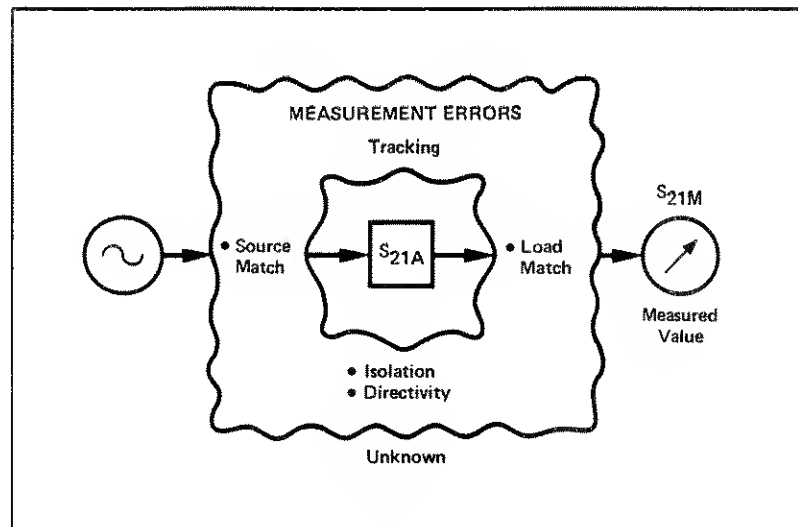 MEASUREMENT ERRORS
Tracking
• Source
Match
S21A
• Load
Match
S21M
Measured
Value
• Isolation
• Directivity
Unknown